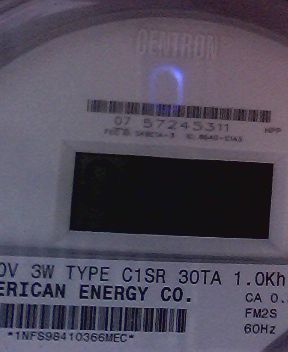 CENTRON
07 57245311
0V 3W TYPE C1SR 30TA 1.0Kh
ERICAN ENERGY CO.
CA 0.
FM2S
60Hz
*1NFS98410366MEC*